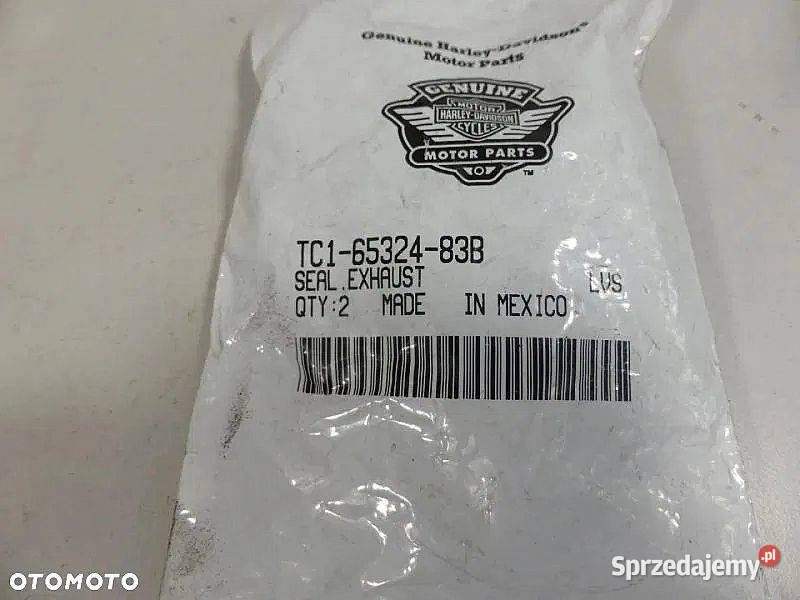 Genuine Harley-Davidson®
Motor Parts
GENUINE
MOTOR
HARLEY-DAVIDSON
CYCLES
MOTOR PARTS
TM
TC1-65324-83B
SEAL,EXHAUST LVS
QTY:2 MADE IN MEXICO
OTOMOTO
Sprzedajemy.pl